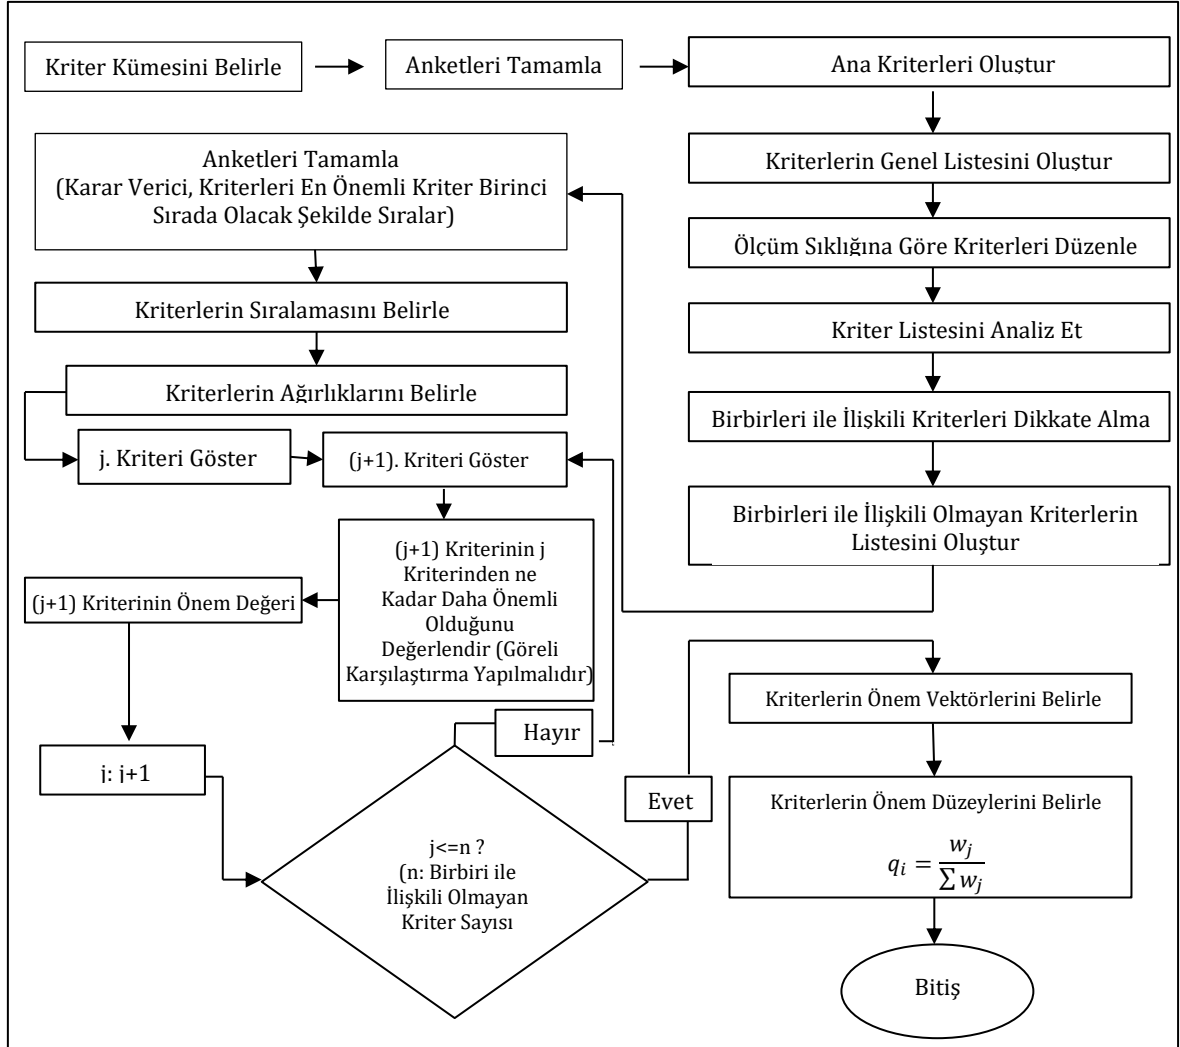 Kriter Kümesini Belirle
Anketleri Tamamla
Ana Kriterleri Oluştur
Kriterlerin Genel Listesini Oluştur
Ölçüm Sıklığına Göre Kriterleri Düzenle
Kriter Listesini Analiz Et
Birbirleri ile İlişkili Kriterleri Dikkate Alma
Birbirleri ile İlişkili Olmayan Kriterlerin
Listesini Oluştur
Anketleri Tamamla
(Karar Verici, Kriterleri En Önemli Kriter Birinci
Sırada Olacak Şekilde Sıralar)
Kriterlerin Sıralamasını Belirle
Kriterlerin Ağırlıklarını Belirle
j. Kriteri Göster
(j+1). Kriteri Göster
(j+1) Kriterinin j
Kriterinden ne
Kadar Daha Önemli
Olduğunu
Değerlendir (Göreli
Karşılaştırma Yapılmalıdır)
(j+1) Kriterinin Önem Değeri
j: j+1
j<=n ?
(n: Birbiri ile
İlişkili Olmayan
Kriter Sayısı
Hayır
Evet
Kriterlerin Önem Vektörlerini Belirle
Kriterlerin Önem Düzeylerini Belirle
q_i = w_j / ∑ w_j
Bitiş